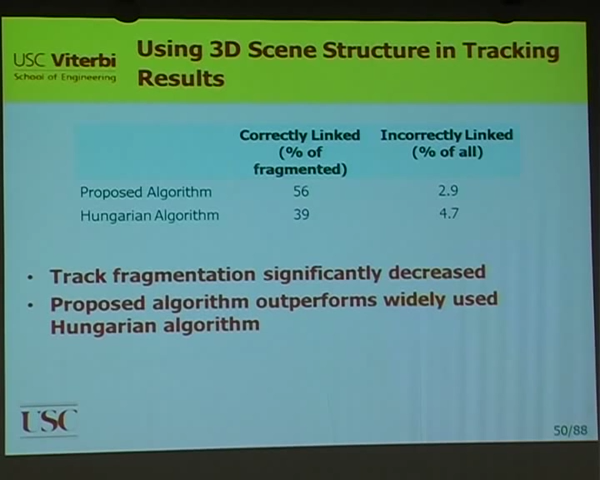 USC Viterbi
School of Engineering
Using 3D Scene Structure in Tracking
Results
Correctly Linked
(% of
fragmented)
Incorrectly Linked
(% of all)
Proposed Algorithm 56 2.9
Hungarian Algorithm 39 4.7
• Track fragmentation significantly decreased
• Proposed algorithm outperforms widely used
Hungarian algorithm
USC
50/88